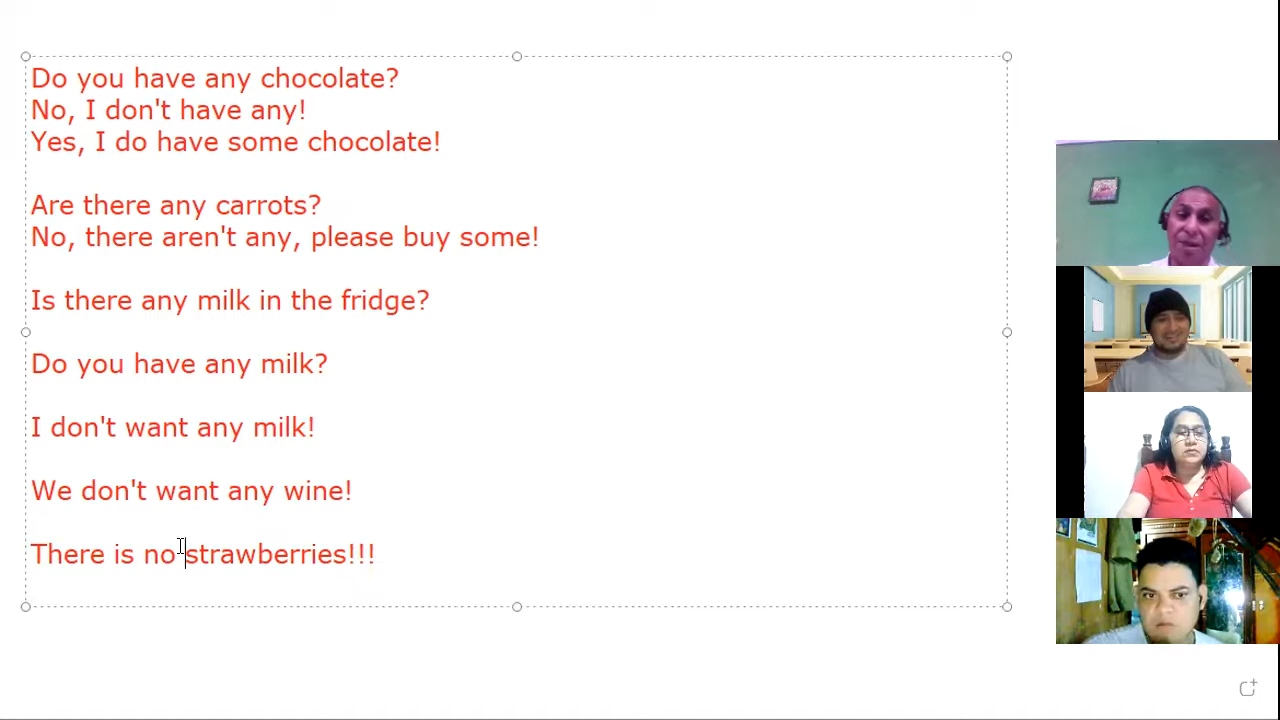 Do you have any chocolate?
No, I don't have any!
Yes, I do have some chocolate!
Are there any carrots?
No, there aren't any, please buy some!
Is there any milk in the fridge?
Do you have any milk?
I don't want any milk!
We don't want any wine!
There is no strawberries!!!